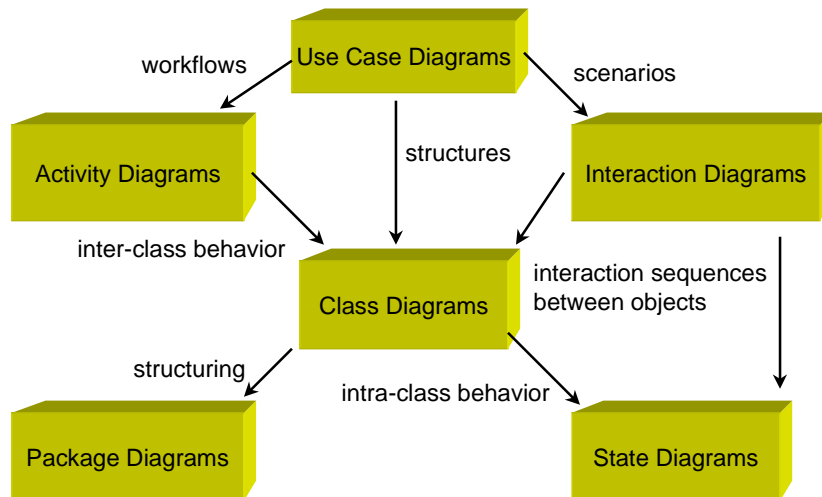 Use Case Diagrams
workflows
scenarios
Activity Diagrams
structures
Interaction Diagrams
inter-class behavior
Class Diagrams
interaction sequences
between objects
structuring
intra-class behavior
Package Diagrams
State Diagrams